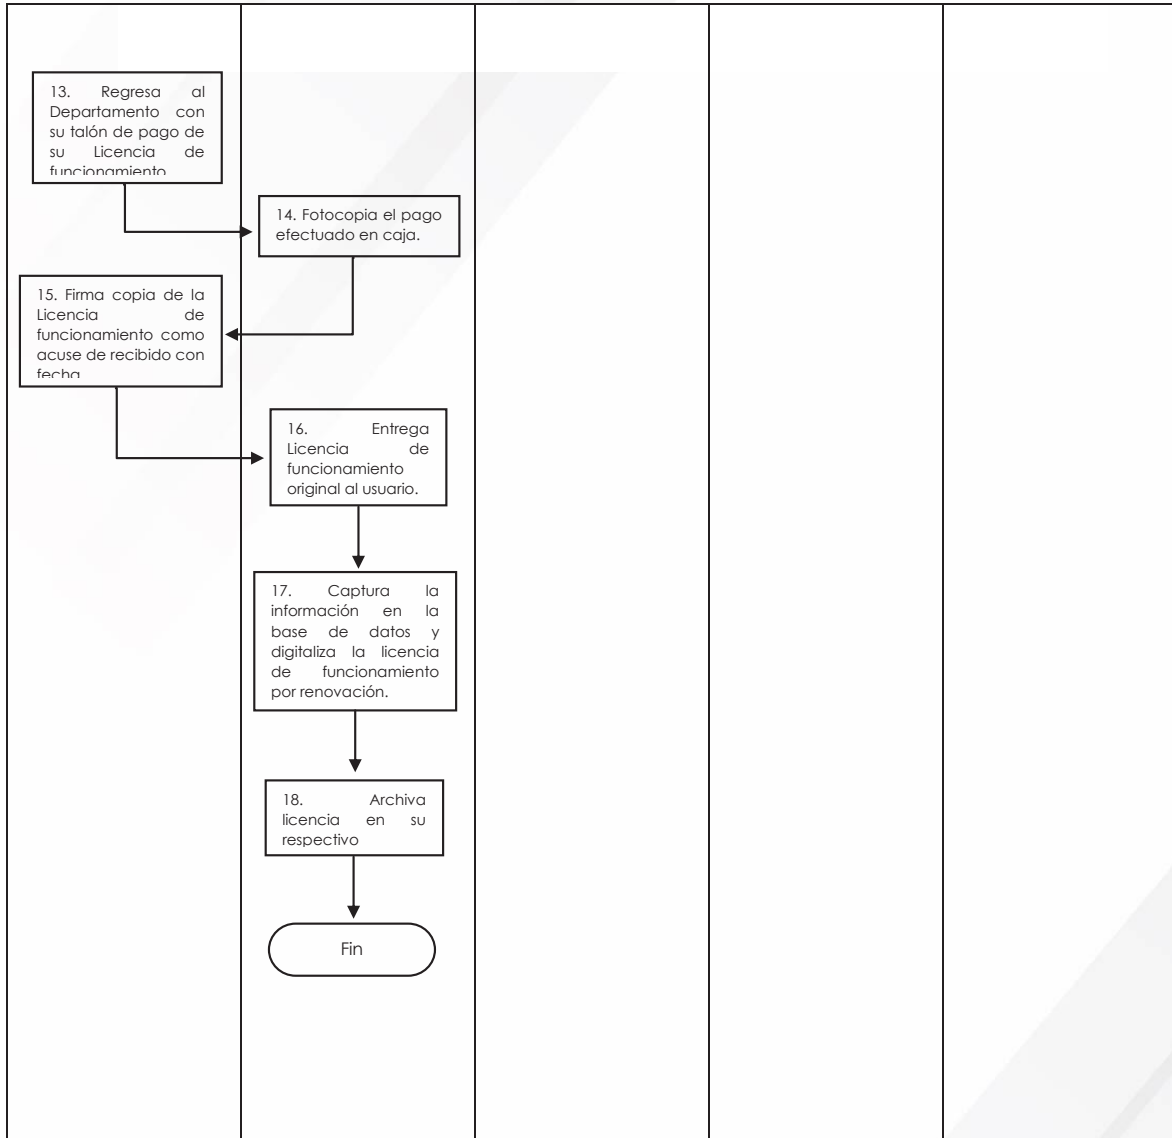 13. Regresa al
Departamento con
su talón de pago de
su Licencia de
funcionamiento
14. Fotocopia el pago
efectuado en caja.
15. Firma copia de la
Licencia de
funcionamiento como
acuse de recibido con
fecha
16. Entrega
Licencia de
funcionamiento
original al usuario.
17. Captura la
información en la
base de datos y
digitaliza la licencia
de funcionamiento
por renovación.
18. Archiva
licencia en su
respectivo
Fin